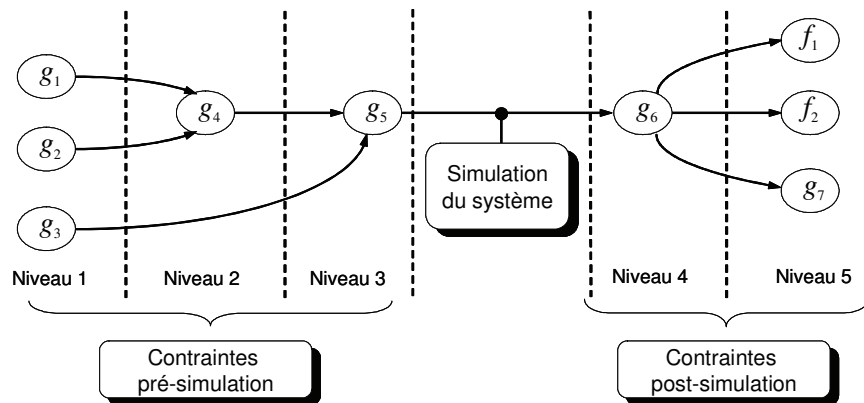 f₁
g₁
g₄
g₅
g₆
f₂
g₂
Simulation
du système
g₇
g₃
Niveau 1
Niveau 2
Niveau 3
Niveau 4
Niveau 5
Contraintes
pré-simulation
Contraintes
post-simulation